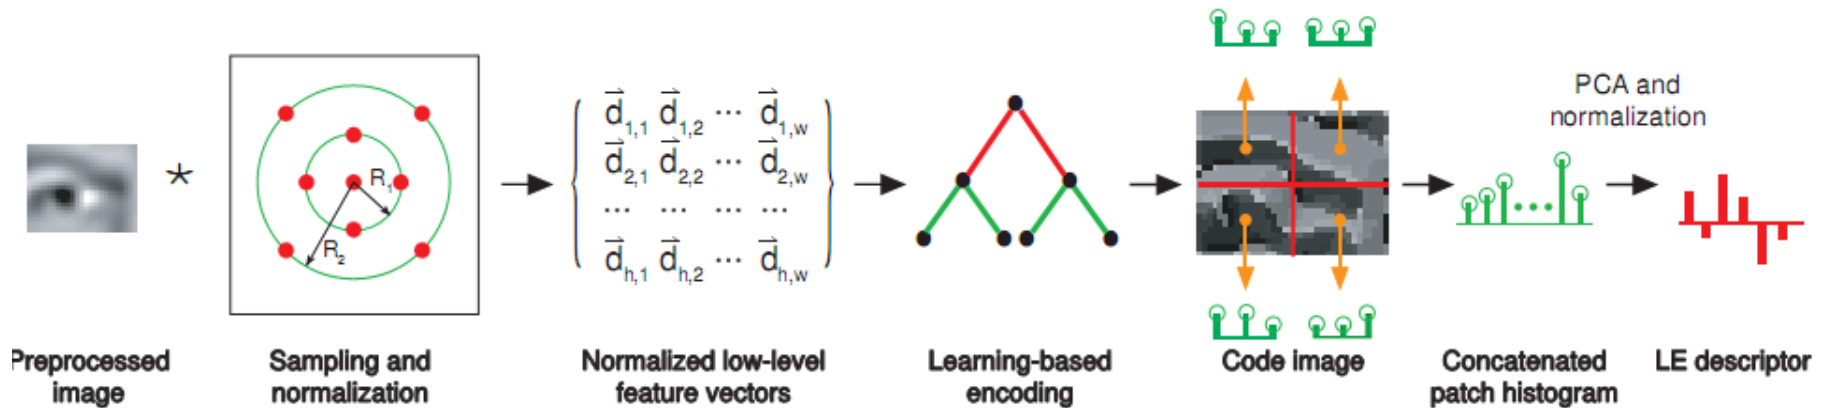 PCA and
normalization
R1
R2
d1,1 d1,2 ... d1,w
d2,1 d2,2 ... d2,w
... ... ... ...
dh,1 dh,2 ... dh,w
Preprocessed
image
Sampling and
normalization
Normalized low-level
feature vectors
Learning-based
encoding
Code image
Concatenated
patch histogram
LE descriptor